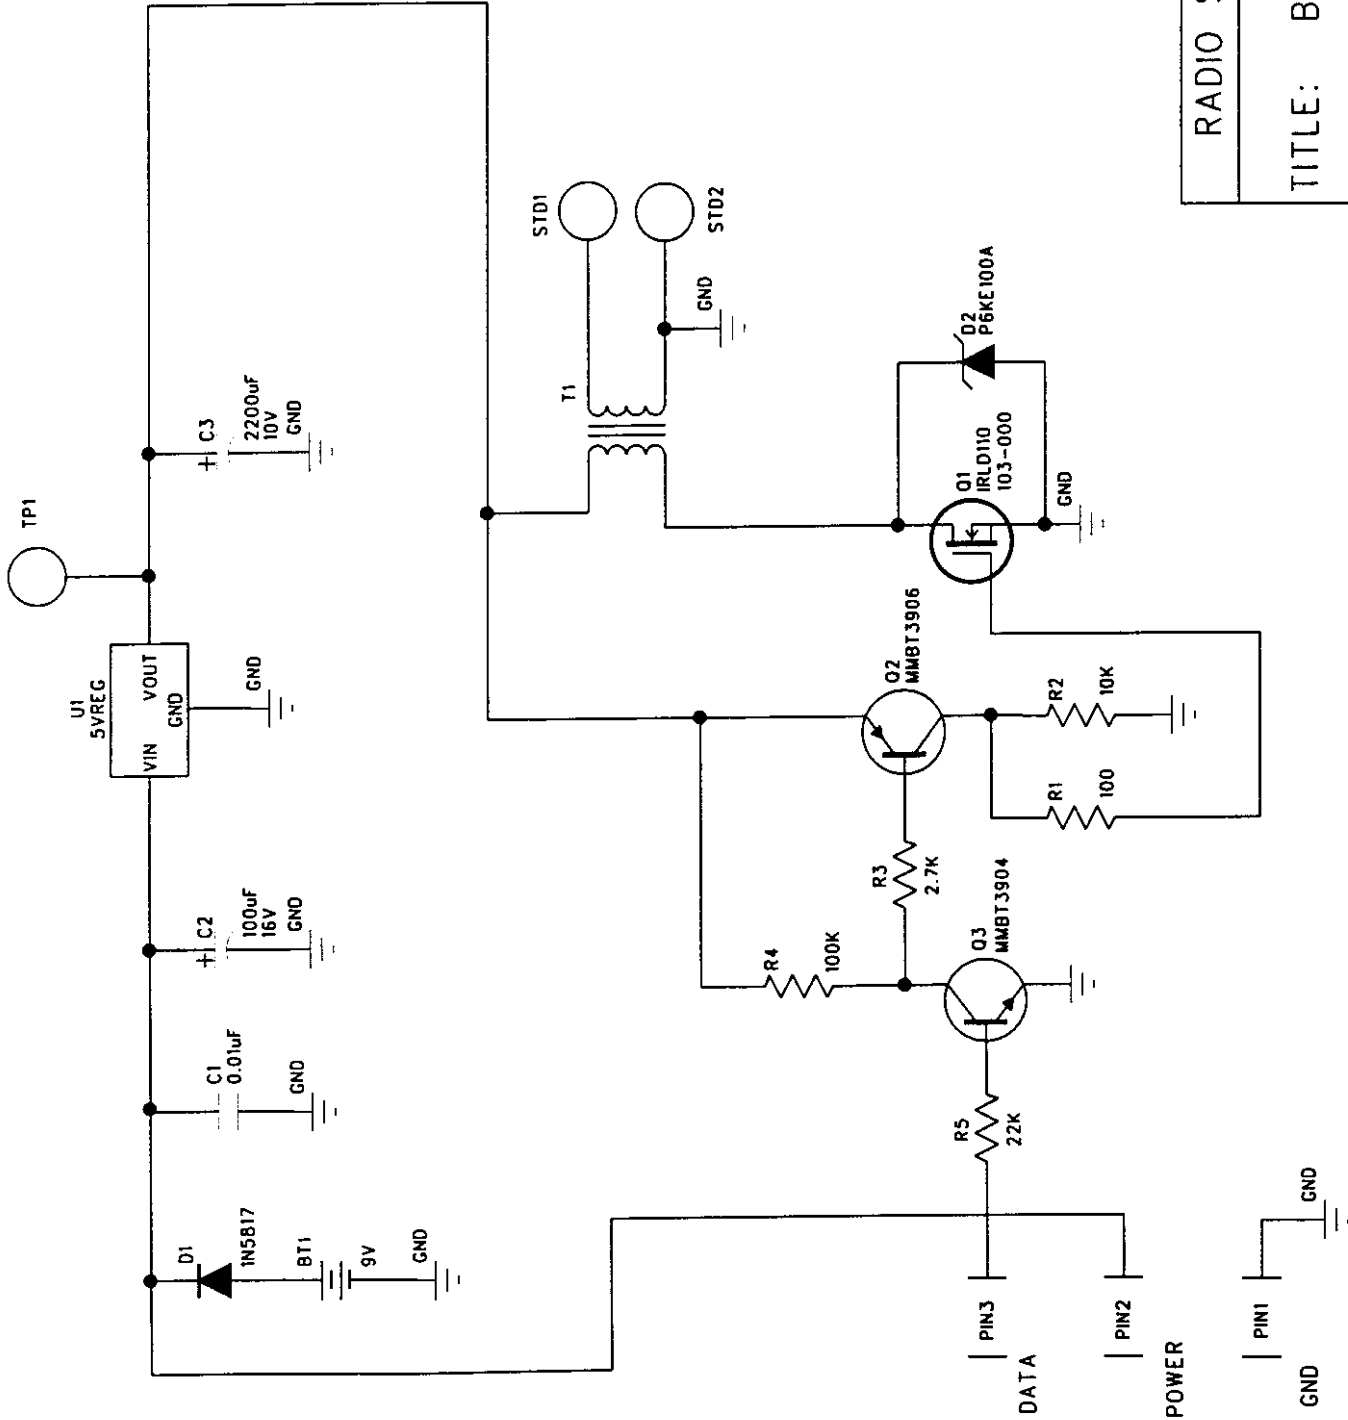 TP1
U1
5VREG
VIN
VOUT
GND
GND
C3
2200uF
10V
GND
C2
100uF
16V
GND
C1
0.01uF
GND
D1
1N5817
BT1
9V
GND
STD1
STD2
GND
T1
D2
P6KE100A
Q1
IRLD110
103-000
GND
Q2
MMBT3906
R2
10K
R1
100
R3
2.7K
R4
100K
Q3
MMBT3904
R5
22K
PIN3
DATA
PIN2
POWER
PIN1
GND
GND
RADIO S
TITLE: B